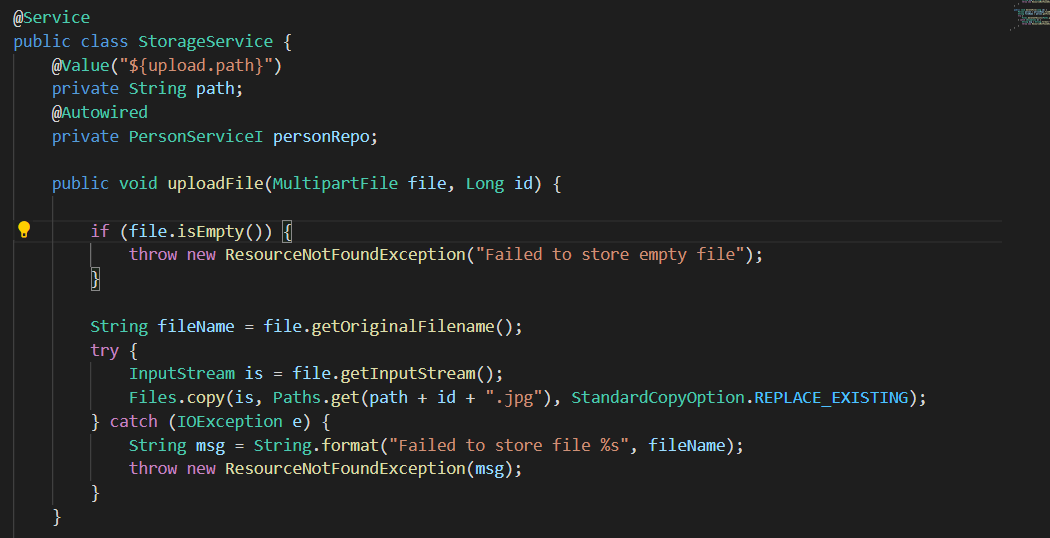 @Service
public class StorageService {
    @Value("${upload.path}")
    private String path;
    @Autowired
    private PersonServiceI personRepo;

    public void uploadFile(MultipartFile file, Long id) {

        if (file.isEmpty()) {
            throw new ResourceNotFoundException("Failed to store empty file");
        }

        String fileName = file.getOriginalFilename();
        try {
            InputStream is = file.getInputStream();
            Files.copy(is, Paths.get(path + id + ".jpg"), StandardCopyOption.REPLACE_EXISTING);
        } catch (IOException e) {
            String msg = String.format("Failed to store file %s", fileName);
            throw new ResourceNotFoundException(msg);
        }
    }